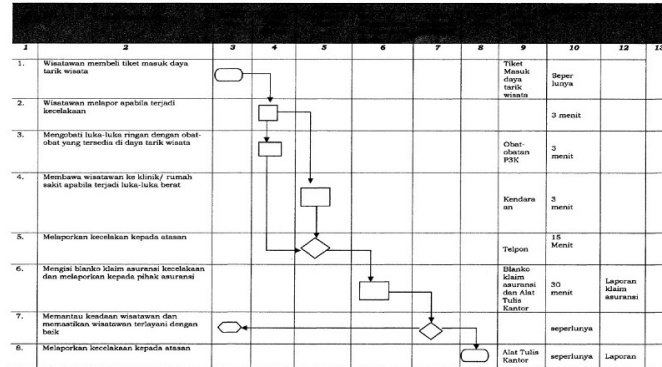 1 2 3 4 5 6 7 8 9 10 12 13
1. Wisatawan membeli tiket masuk daya
tarik wisata
Tiket
Masuk
daya
tarik
wisata
Seper
lunya
2. Wisatawan melapor apabila terjadi
kecelakaan
3 menit
3. Mengobati luka-luka ringan dengan obat-
obat yang tersedia di daya tarik wisata
Obat-
obatan
P3K
3
menit
4. Membawa wisatawan ke klinik/ rumah
sakit apabila terjadi luka-luka berat
Kendara
an
3
menit
5. Melaporkan kecelakan kepada atasan
Telpon
15
Menit
6. Mengisi blanko klaim asuransi kecelakaan
dan melaporkan kepada pihak asuransi
Blanko
klaim
asuransi
dan Alat
Tulis
Kantor
30
menit
Laporan
klaim
asuransi
7. Memantau keadaan wisatawan dan
memastikan wisatawan terlayani dengan
baik
seperlunya
8. Melaporkan kecelakaan kepada atasan
Alat Tulis
Kantor
seperlunya
Laporan